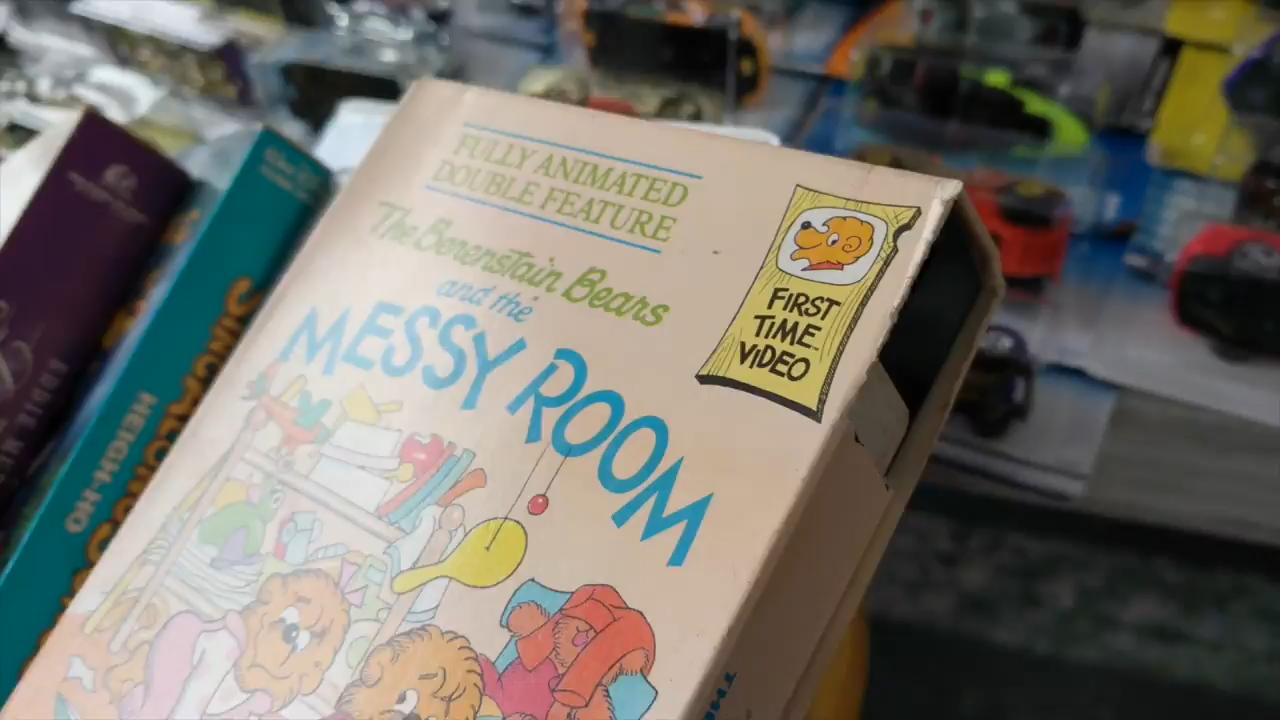 FULLY ANIMATED
DOUBLE FEATURE
The Berenstain Bears
and the
MESSY ROOM
FIRST
TIME
VIDEO
HEIGH-HO